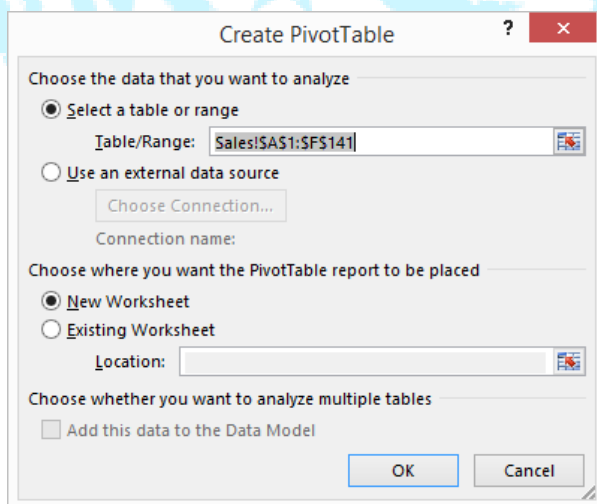 Create PivotTable ?
Choose the data that you want to analyze
Select a table or range
Table/Range: Sales!$A$1:$F$141
Use an external data source
Choose Connection...
Connection name:
Choose where you want the PivotTable report to be placed
New Worksheet
Existing Worksheet
Location:
Choose whether you want to analyze multiple tables
Add this data to the Data Model
OK Cancel